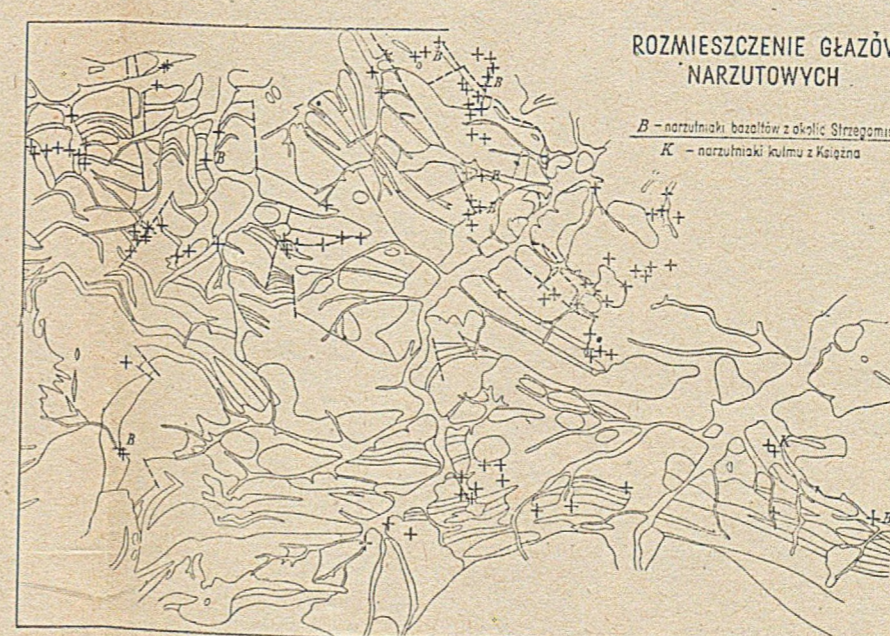 ROZMIESZCZENIE GŁAZÓW
NARZUTOWYCH
B – narzutniaki bazaltów z okolic Strzegomia
K – narzutniaki kulmu z Książna
B
B
B
B
B
B
K